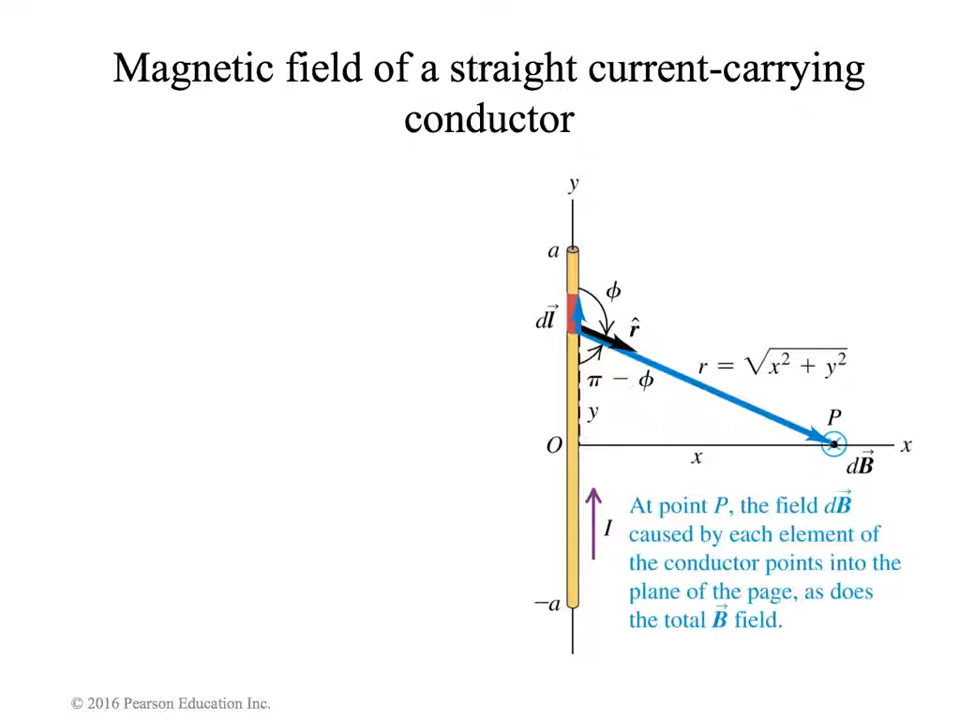 Magnetic field of a straight current-carrying
conductor
y
a
ϕ
dl⃗
r̂
r = √x² + y²
π − ϕ
P
y
O
x
x
dB⃗
At point P, the field dB⃗
I
caused by each element of
the conductor points into the
plane of the page, as does
−a
the total B⃗ field.
© 2016 Pearson Education Inc.